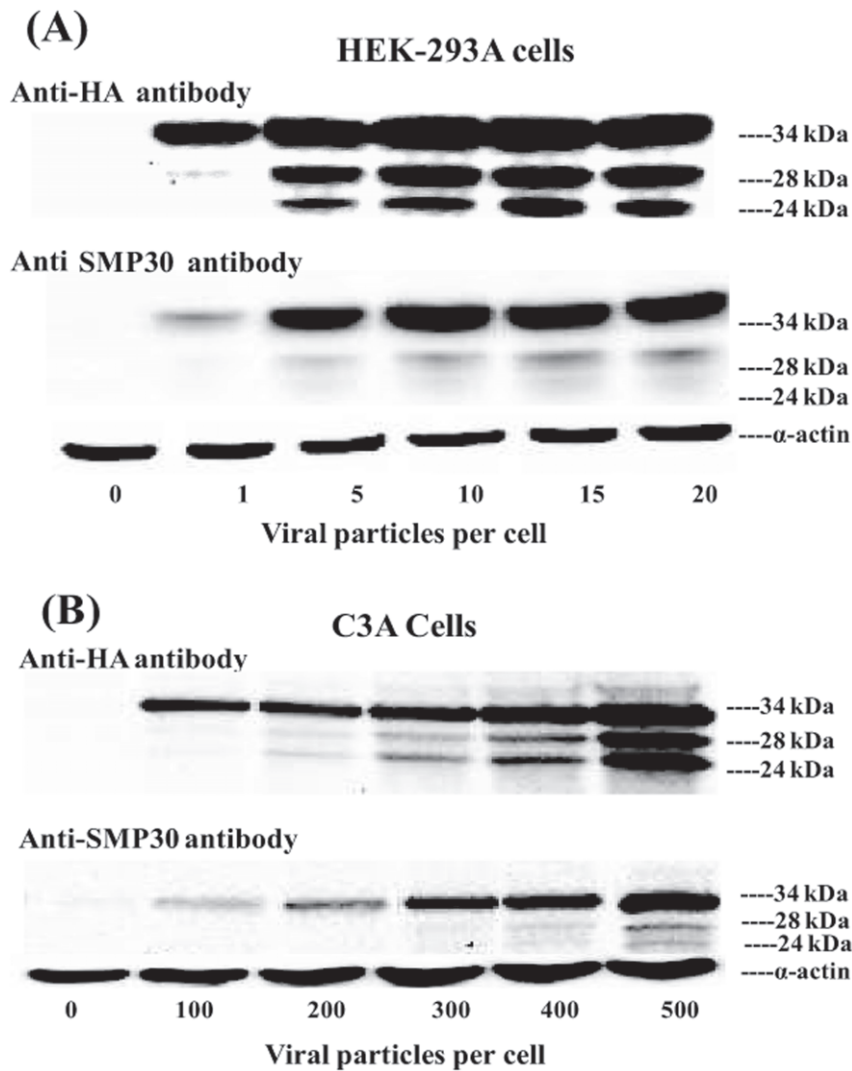 (A)
HEK-293A cells
Anti-HA antibody
----34 kDa
----28 kDa
----24 kDa
Anti SMP30 antibody
----34 kDa
----28 kDa
----24 kDa
----α-actin
0 1 5 10 15 20
Viral particles per cell
(B)
C3A Cells
Anti-HA antibody
----34 kDa
----28 kDa
----24 kDa
Anti-SMP30 antibody
----34 kDa
----28 kDa
----24 kDa
----α-actin
0 100 200 300 400 500
Viral particles per cell